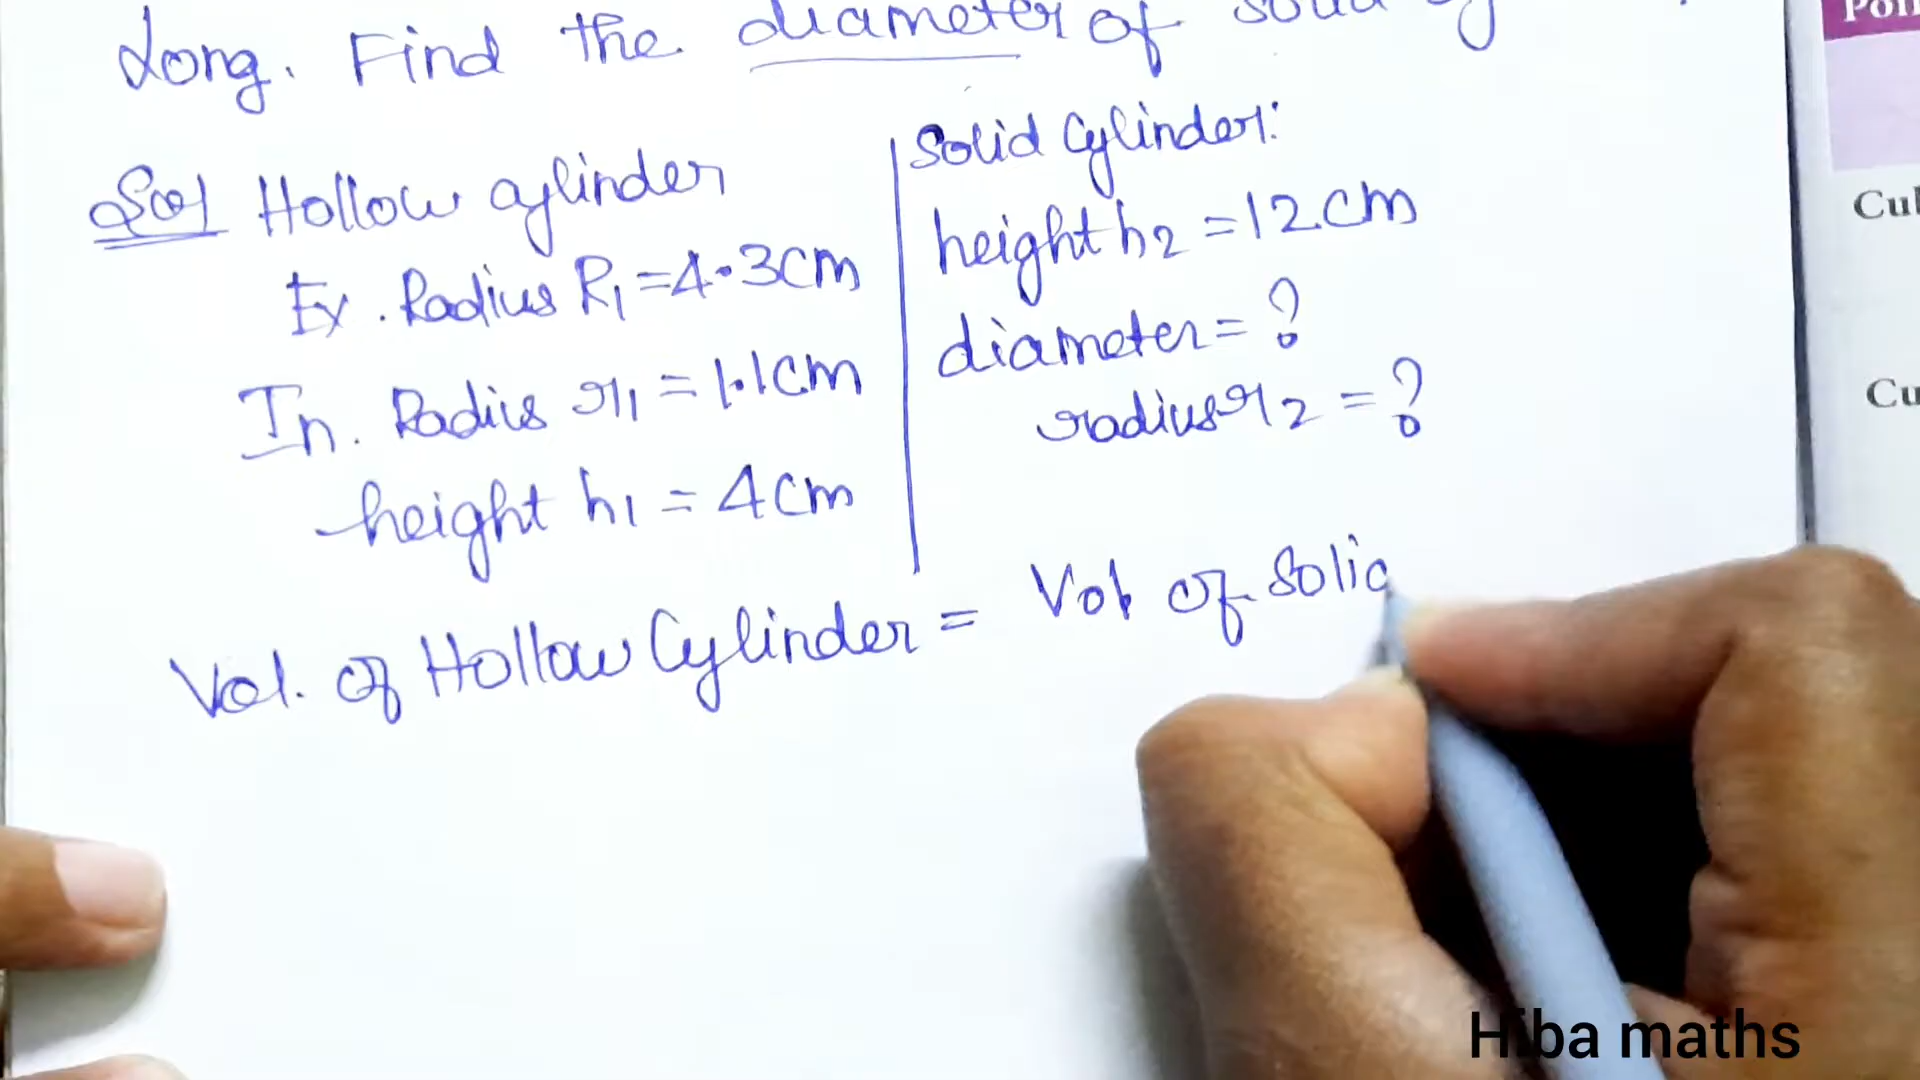 Long. Find the diameter of
Sol Hollow cylinder
Ex. Radius R1 = 4.3cm
In. Radius r1 = 1.1cm
height h1 = 4cm
Solid Cylinder:
height h2 = 12cm
diameter = ?
radius r2 = ?
Vol. of Hollow Cylinder = Vol of Solid
Hiba maths